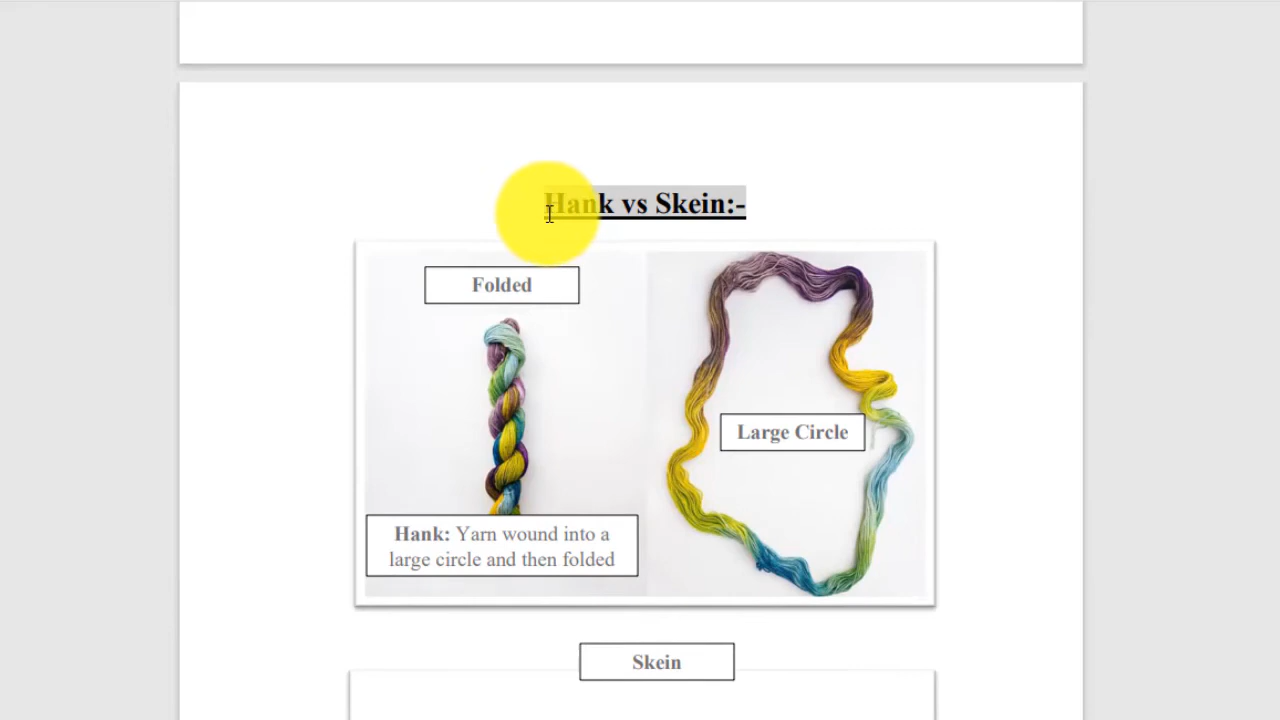 Hank vs Skein:-
Folded
Large Circle
Hank: Yarn wound into a
large circle and then folded
Skein